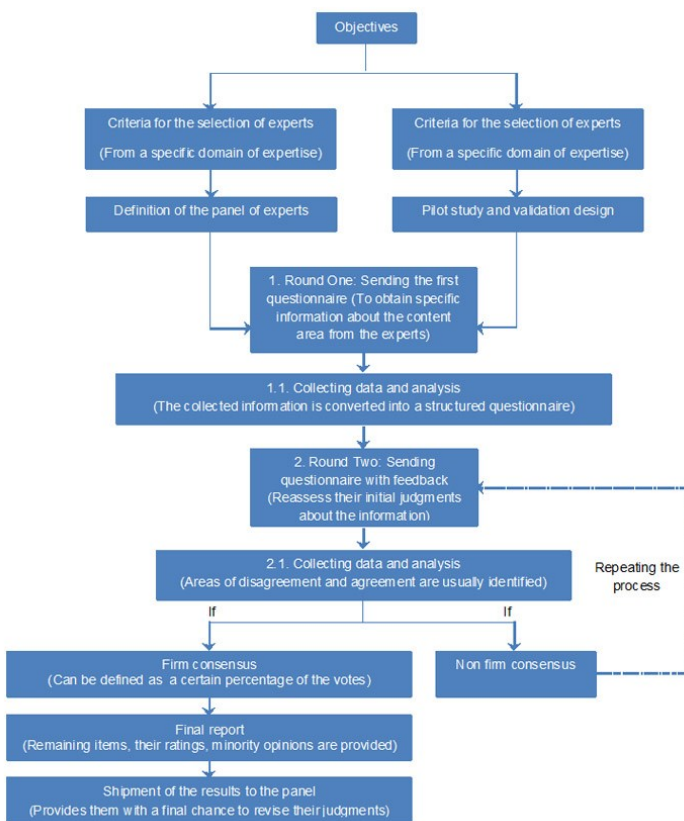 Objectives
Criteria for the selection of experts
(From a specific domain of expertise)
Criteria for the selection of experts
(From a specific domain of expertise)
Definition of the panel of experts
Pilot study and validation design
1. Round One: Sending the first
questionnaire (To obtain specific
information about the content
area from the experts)
1.1. Collecting data and analysis
(The collected information is converted into a structured questionnaire)
2. Round Two: Sending
questionnaire with feedback
(Reassess their initial judgments
about the information)
2.1. Collecting data and analysis
(Areas of disagreement and agreement are usually identified)
Repeating the
process
If
If
Firm consensus
(Can be defined as a certain percentage of the votes)
Non firm consensus
Final report
(Remaining items, their ratings, minority opinions are provided)
Shipment of the results to the panel
(Provides them with a final chance to revise their judgments)